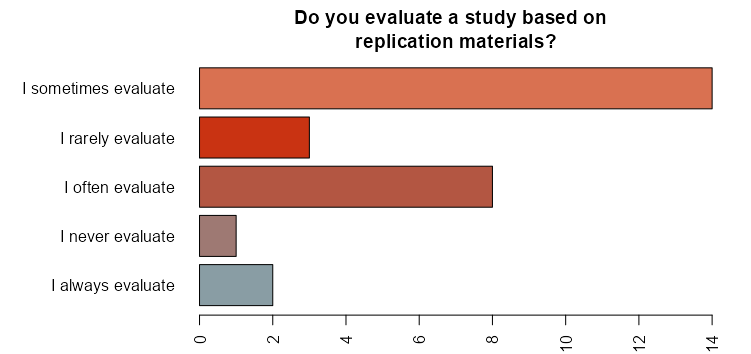 Do you evaluate a study based on
replication materials?
I sometimes evaluate
I rarely evaluate
I often evaluate
I never evaluate
I always evaluate
0 2 4 6 8 10 12 14